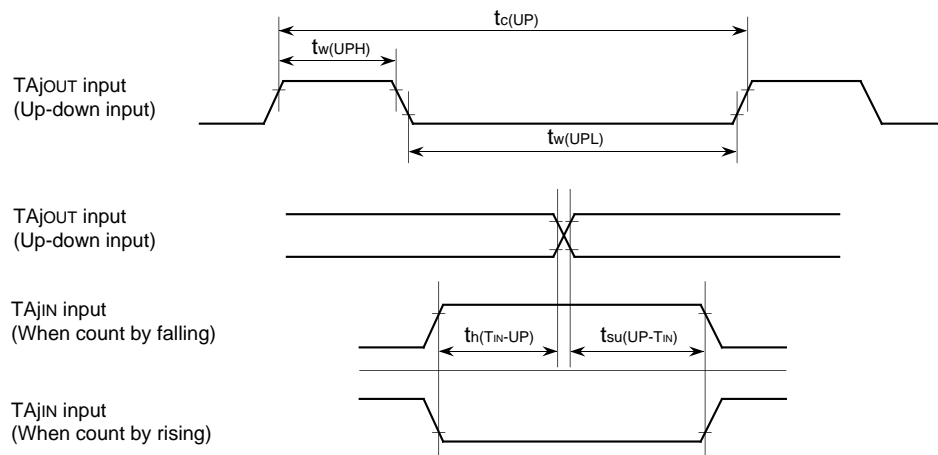 tc(UP)
tw(UPH)
TAjOUT input
(Up-down input)
tw(UPL)
TAjOUT input
(Up-down input)
TAjIN input
(When count by falling)
th(TIN-UP)
tsu(UP-TIN)
TAjIN input
(When count by rising)